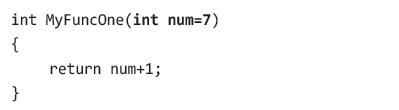 int MyFuncOne(int num=7)
{
    return num+1;
}